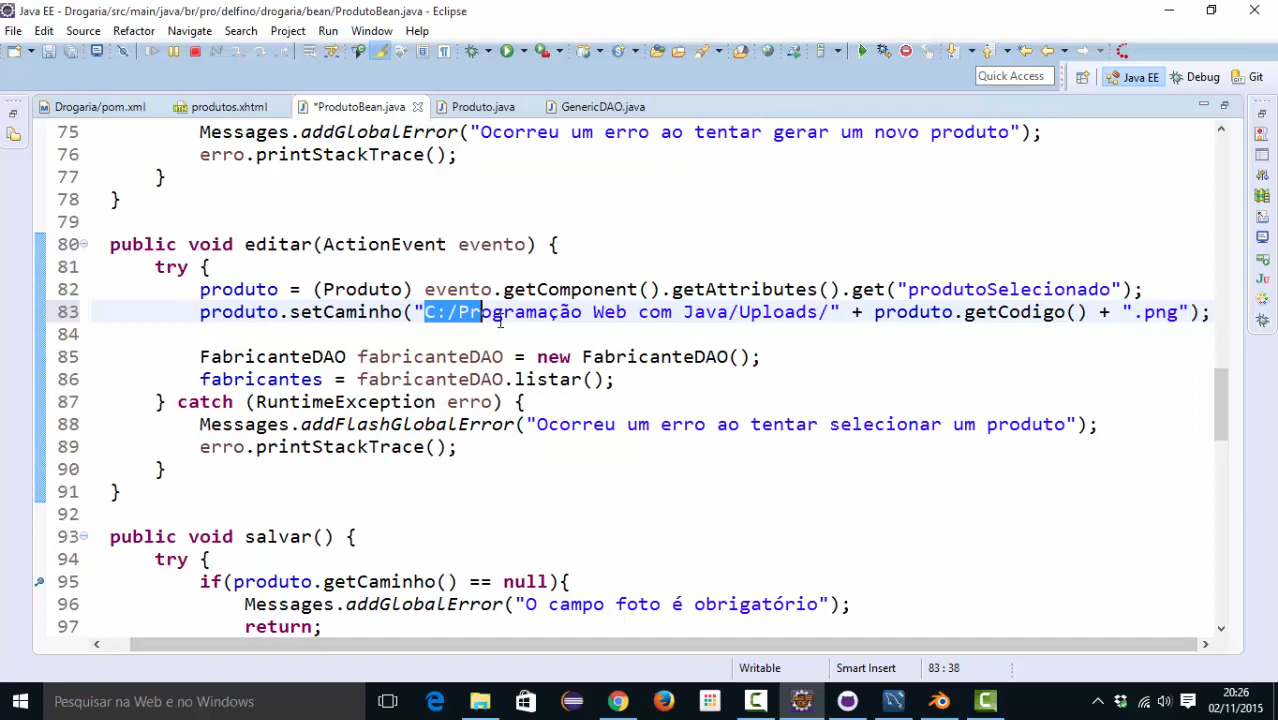 Java EE - Drogaria/src/main/java/br/pro/delfino/drogaria/bean/ProdutoBean.java - Eclipse
File Edit Source Refactor Navigate Search Project Run Window Help
Quick Access Java EE Debug Git
Drogaria/pom.xml produtos.xhtml *ProdutoBean.java Produto.java GenericDAO.java
75 Messages.addGlobalError("Ocorreu um erro ao tentar gerar um novo produto");
76 erro.printStackTrace();
77 }
78 }
79
80 public void editar(ActionEvent evento) {
81 try {
82 produto = (Produto) evento.getComponent().getAttributes().get("produtoSelecionado");
83 produto.setCaminho("C:/Programação Web com Java/Uploads/" + produto.getCodigo() + ".png");
84
85 FabricanteDAO fabricanteDAO = new FabricanteDAO();
86 fabricantes = fabricanteDAO.listar();
87 } catch (RuntimeException erro) {
88 Messages.addFlashGlobalError("Ocorreu um erro ao tentar selecionar um produto");
89 erro.printStackTrace();
90 }
91 }
92
93 public void salvar() {
94 try {
95 if(produto.getCaminho() == null){
96 Messages.addGlobalError("O campo foto é obrigatório");
97 return;
Writable Smart Insert 83 : 38
Pesquisar na Web e no Windows
20:26
02/11/2015